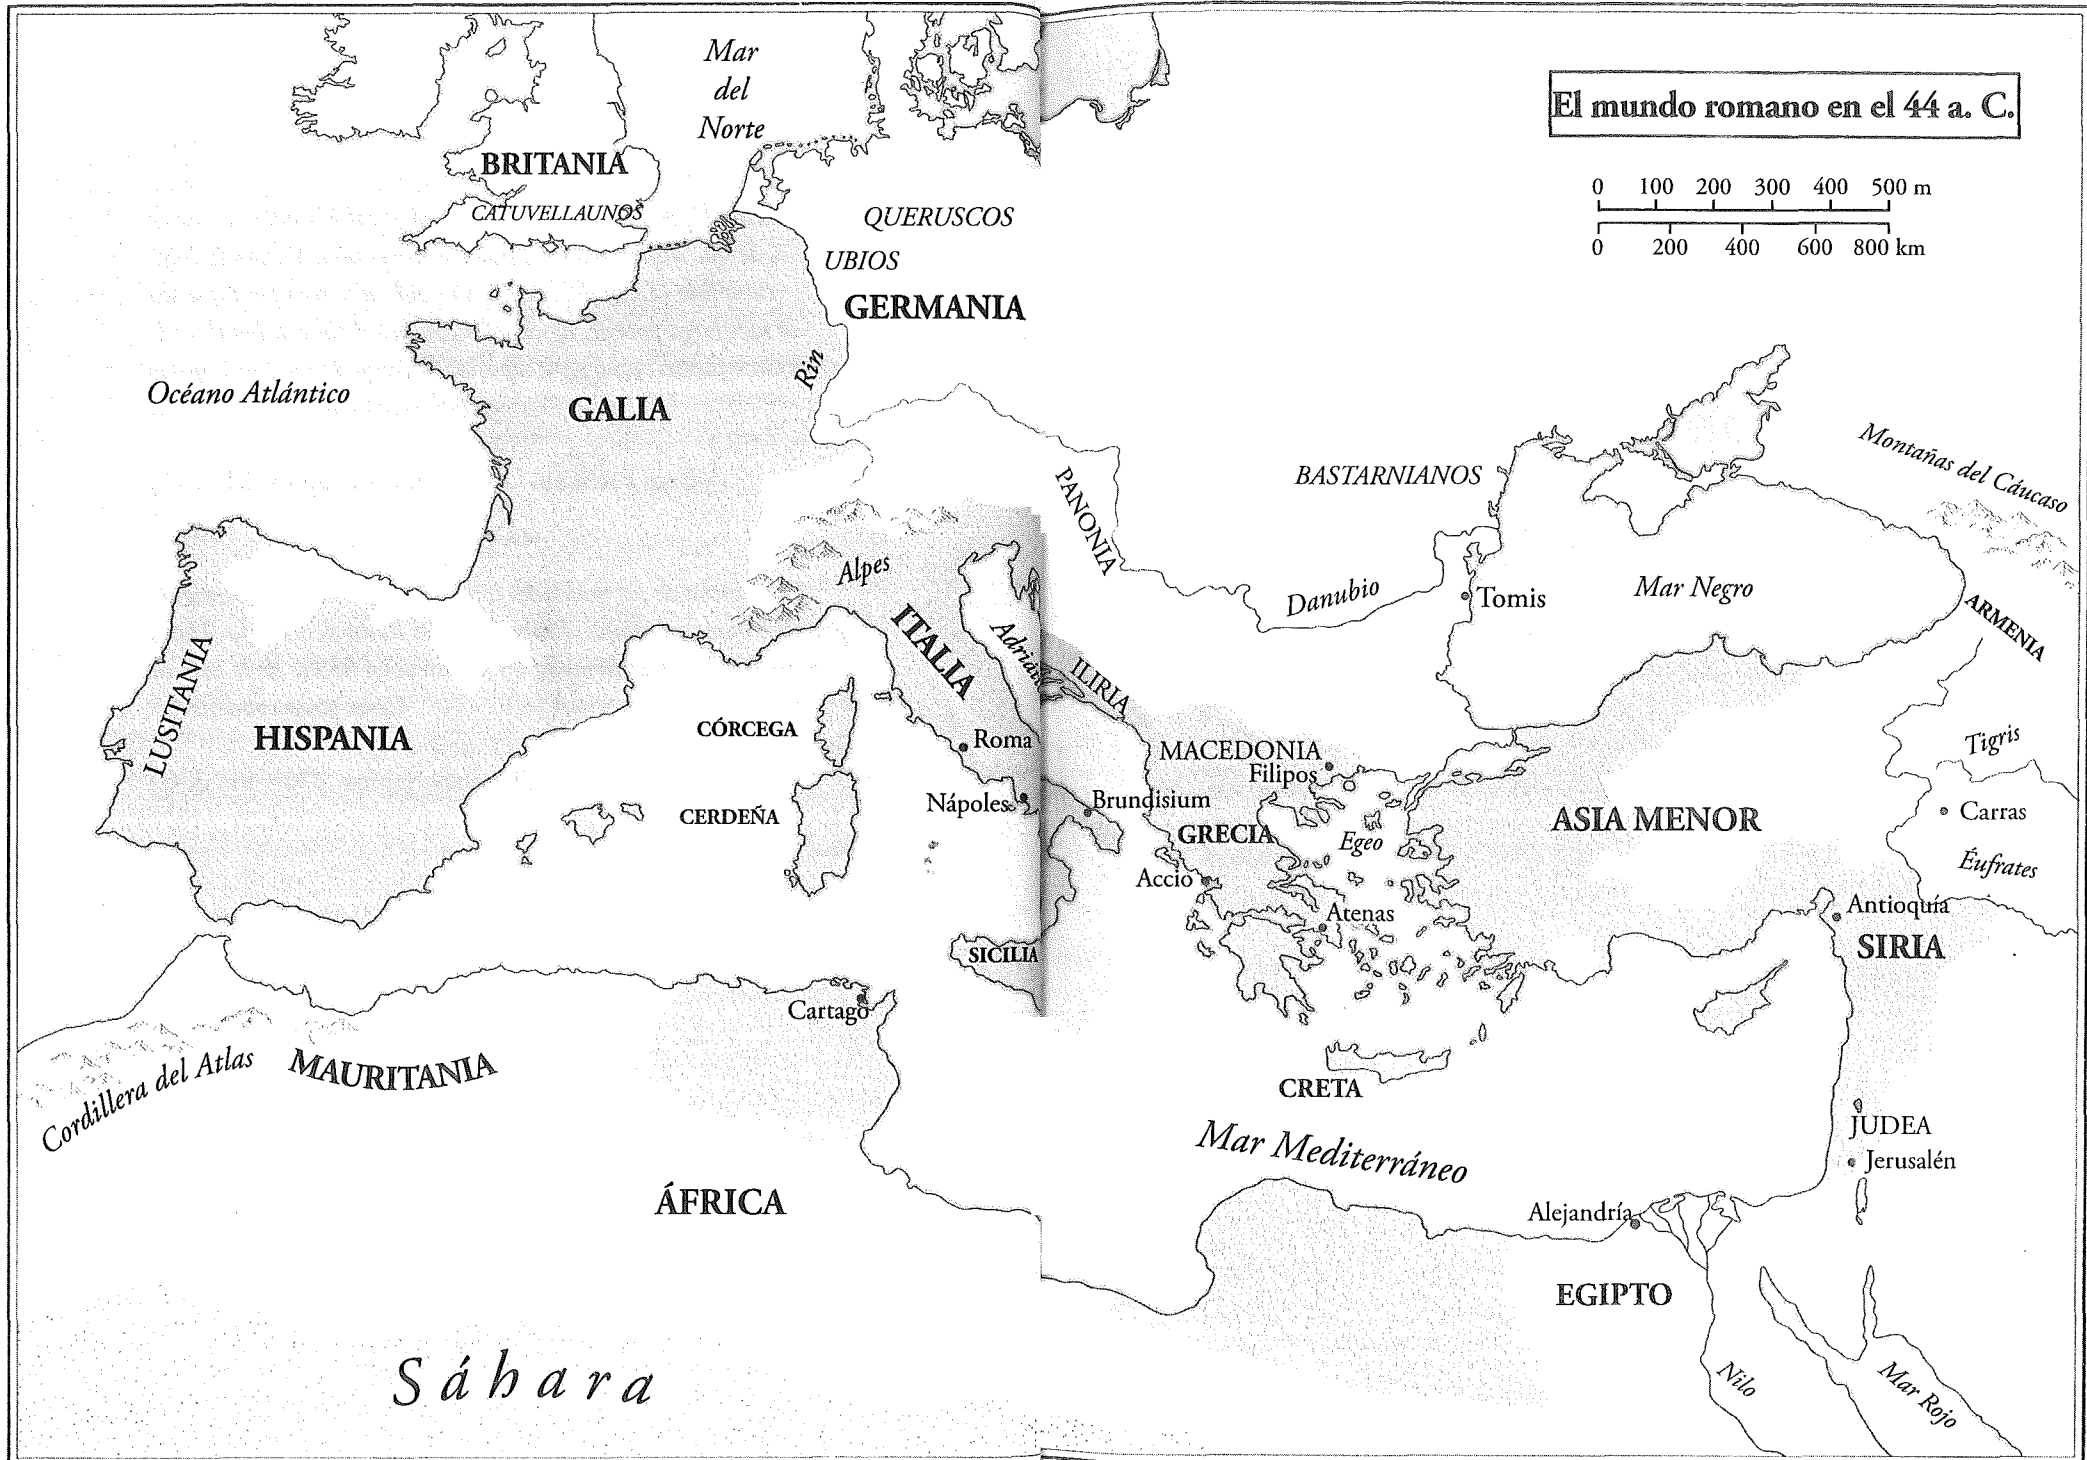 El mundo romano en el 44 a. C.
0 100 200 300 400 500 m
0 200 400 600 800 km
Mar
del
Norte
BRITANIA
CATUVELLAUNOS
QUERUSCOS
UBIOS
GERMANIA
Rin
Océano Atlántico
GALIA
Montañas del Cáucaso
BASTARNIANOS
PANONIA
Alpes
Danubio
Tomis
Mar Negro
ARMENIA
ITALIA
Adriático
ILIRIA
LUSITANIA
HISPANIA
CÓRCEGA
Roma
MACEDONIA
Filipos
Tigris
Nápoles
Brundisium
CERDEÑA
GRECIA
Egeo
ASIA MENOR
Carras
Éufrates
Accio
Atenas
Antioquía
SIRIA
SICILIA
Cartago
Cordillera del Atlas
MAURITANIA
CRETA
Mar Mediterráneo
JUDEA
Jerusalén
ÁFRICA
Alejandría
EGIPTO
Sáhara
Nilo
Mar Rojo